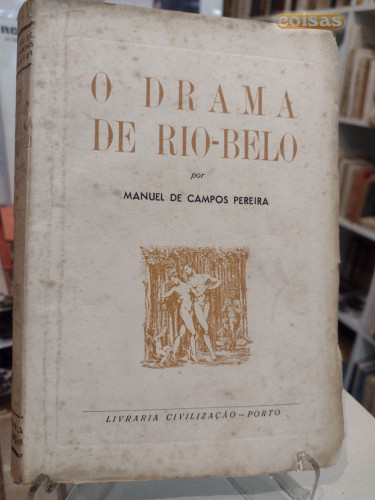 coisas
O DRAMA
DE RIO-BELO
por
MANUEL DE CAMPOS PEREIRA
LIVRARIA CIVILIZAÇÃO — PORTO